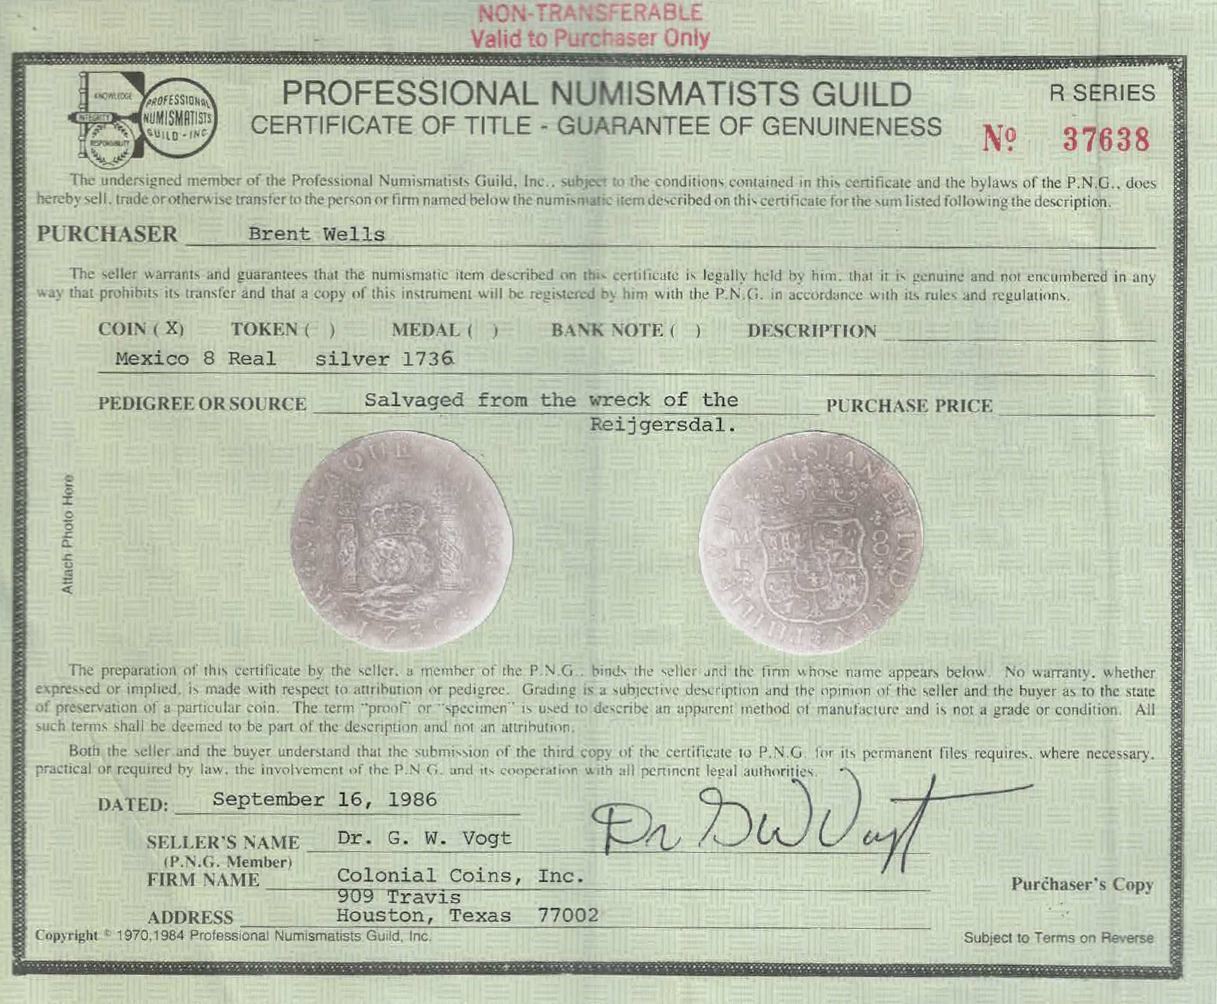 NON-TRANSFERABLE
Valid to Purchaser Only
KNOWLEDGE
INTEGRITY
RESPONSIBILITY
PROFESSIONAL
NUMISMATISTS
GUILD - INC.
PROFESSIONAL NUMISMATISTS GUILD
CERTIFICATE OF TITLE - GUARANTEE OF GENUINENESS
R SERIES
Nº 37638
The undersigned member of the Professional Numismatists Guild, Inc., subject to the conditions contained in this certificate and the bylaws of the P.N.G., does
hereby sell, trade or otherwise transfer to the person or firm named below the numismatic item described on this certificate for the sum listed following the description.
PURCHASER Brent Wells
The seller warrants and guarantees that the numismatic item described on this certificate is legally held by him, that it is genuine and not encumbered in any
way that prohibits its transfer and that a copy of this instrument will be registered by him with the P.N.G. in accordance with its rules and regulations.
COIN (X) TOKEN ( ) MEDAL ( ) BANK NOTE ( ) DESCRIPTION
Mexico 8 Real silver 1736
PEDIGREE OR SOURCE Salvaged from the wreck of the PURCHASE PRICE
Reijgersdal.
Attach Photo Here
The preparation of this certificate by the seller, a member of the P.N.G., binds the seller and the firm whose name appears below. No warranty, whether
expressed or implied, is made with respect to attribution or pedigree. Grading is a subjective description and the opinion of the seller and the buyer as to the state
of preservation of a particular coin. The term "proof" or "specimen" is used to describe an apparent method of manufacture and is not a grade or condition. All
such terms shall be deemed to be part of the description and not an attribution.
Both the seller and the buyer understand that the submission of the third copy of the certificate to P.N.G. for its permanent files requires, where necessary,
practical or required by law, the involvement of the P.N.G. and its cooperation with all pertinent legal authorities.
DATED: September 16, 1986
Dr G W Vogt
SELLER'S NAME Dr. G. W. Vogt
(P.N.G. Member)
FIRM NAME Colonial Coins, Inc.
909 Travis
ADDRESS Houston, Texas 77002
Purchaser's Copy
Copyright © 1970,1984 Professional Numismatists Guild, Inc.
Subject to Terms on Reverse